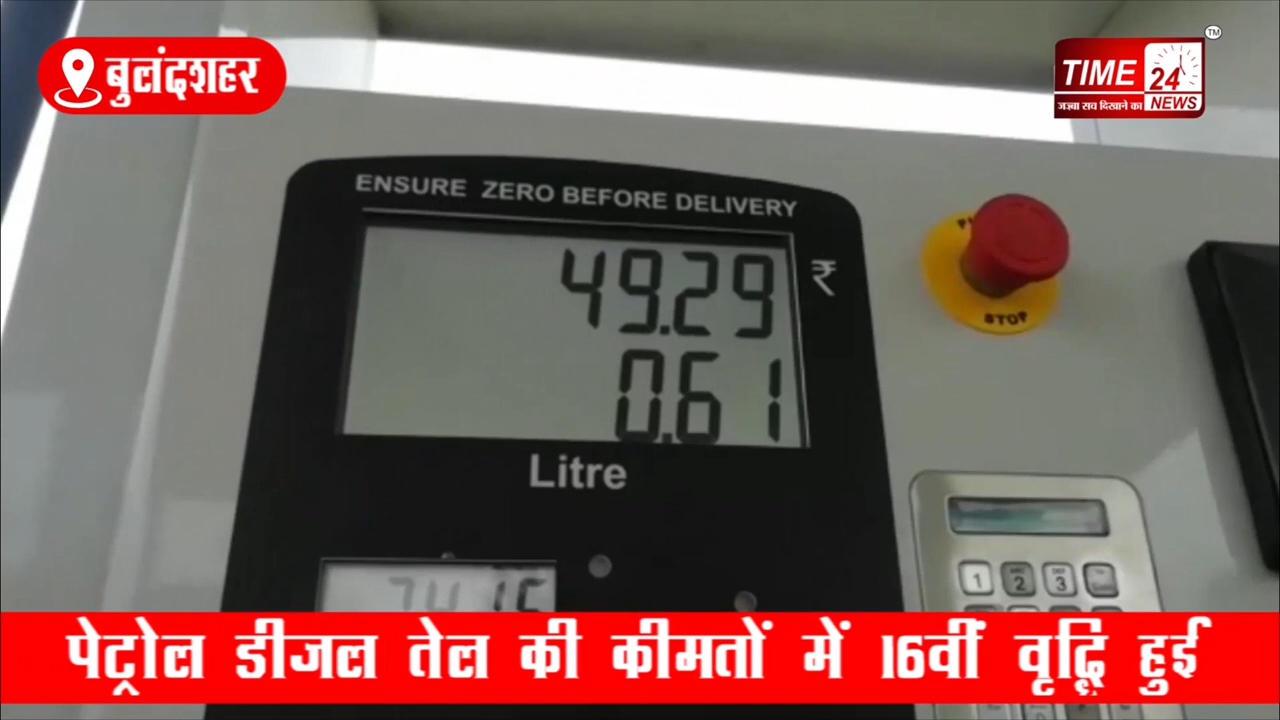 बुलंदशहर
TIME 24 NEWS
जज़्बा सच दिखाने का
TM
ENSURE ZERO BEFORE DELIVERY
49.29
₹
0.61
Litre
STOP
1 2 3
पेट्रोल डीजल तेल की कीमतों में 16वीं वृद्धि हुई